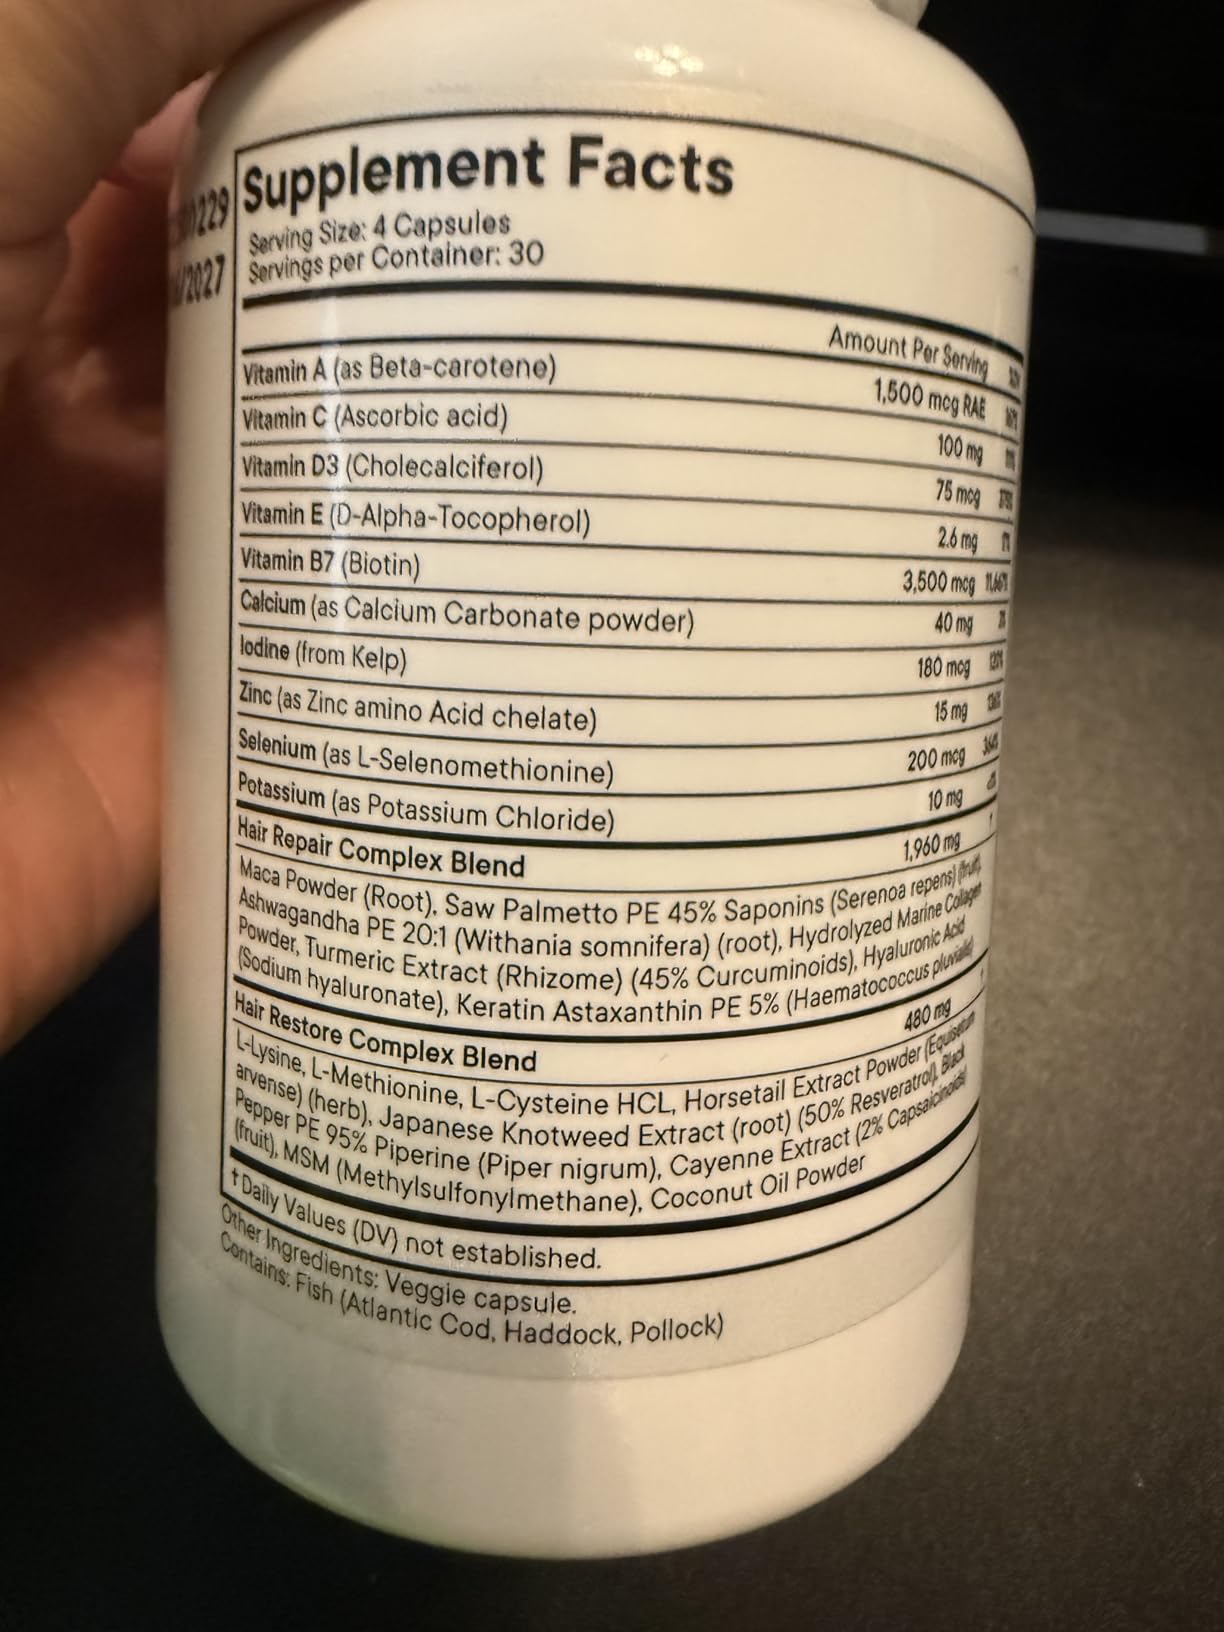 0229
/2027
Supplement Facts
Serving Size: 4 Capsules
Servings per Container: 30
Amount Per Serving
Vitamin A (as Beta-carotene) 1,500 mcg RAE
Vitamin C (Ascorbic acid) 100 mg
Vitamin D3 (Cholecalciferol) 75 mcg
Vitamin E (D-Alpha-Tocopherol) 2.6 mg
Vitamin B7 (Biotin) 3,500 mcg
Calcium (as Calcium Carbonate powder) 40 mg
Iodine (from Kelp) 180 mcg
Zinc (as Zinc amino Acid chelate) 15 mg
Selenium (as L-Selenomethionine) 200 mcg 364%
Potassium (as Potassium Chloride) 10 mg
Hair Repair Complex Blend 1,960 mg †
Maca Powder (Root), Saw Palmetto PE 45% Saponins (Serenoa repens) (fruit),
Ashwagandha PE 20:1 (Withania somnifera) (root), Hydrolyzed Marine Collagen
Powder, Turmeric Extract (Rhizome) (45% Curcuminoids), Hyaluronic Acid
(Sodium hyaluronate), Keratin Astaxanthin PE 5% (Haematococcus pluvialis)
Hair Restore Complex Blend 480 mg †
L-Lysine, L-Methionine, L-Cysteine HCL, Horsetail Extract Powder (Equisetum
arvense) (herb), Japanese Knotweed Extract (root) (50% Resveratrol), Black
Pepper PE 95% Piperine (Piper nigrum), Cayenne Extract (2% Capsaicinoids)
(fruit), MSM (Methylsulfonylmethane), Coconut Oil Powder
† Daily Values (DV) not established.
Other Ingredients: Veggie capsule.
Contains: Fish (Atlantic Cod, Haddock, Pollock)